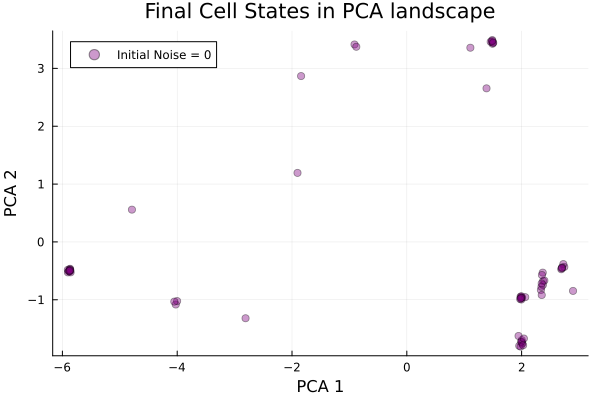 Final Cell States in PCA landscape
Initial Noise = 0
PCA 2
3
2
1
0
−1
−6
−4
−2
0
2
PCA 1